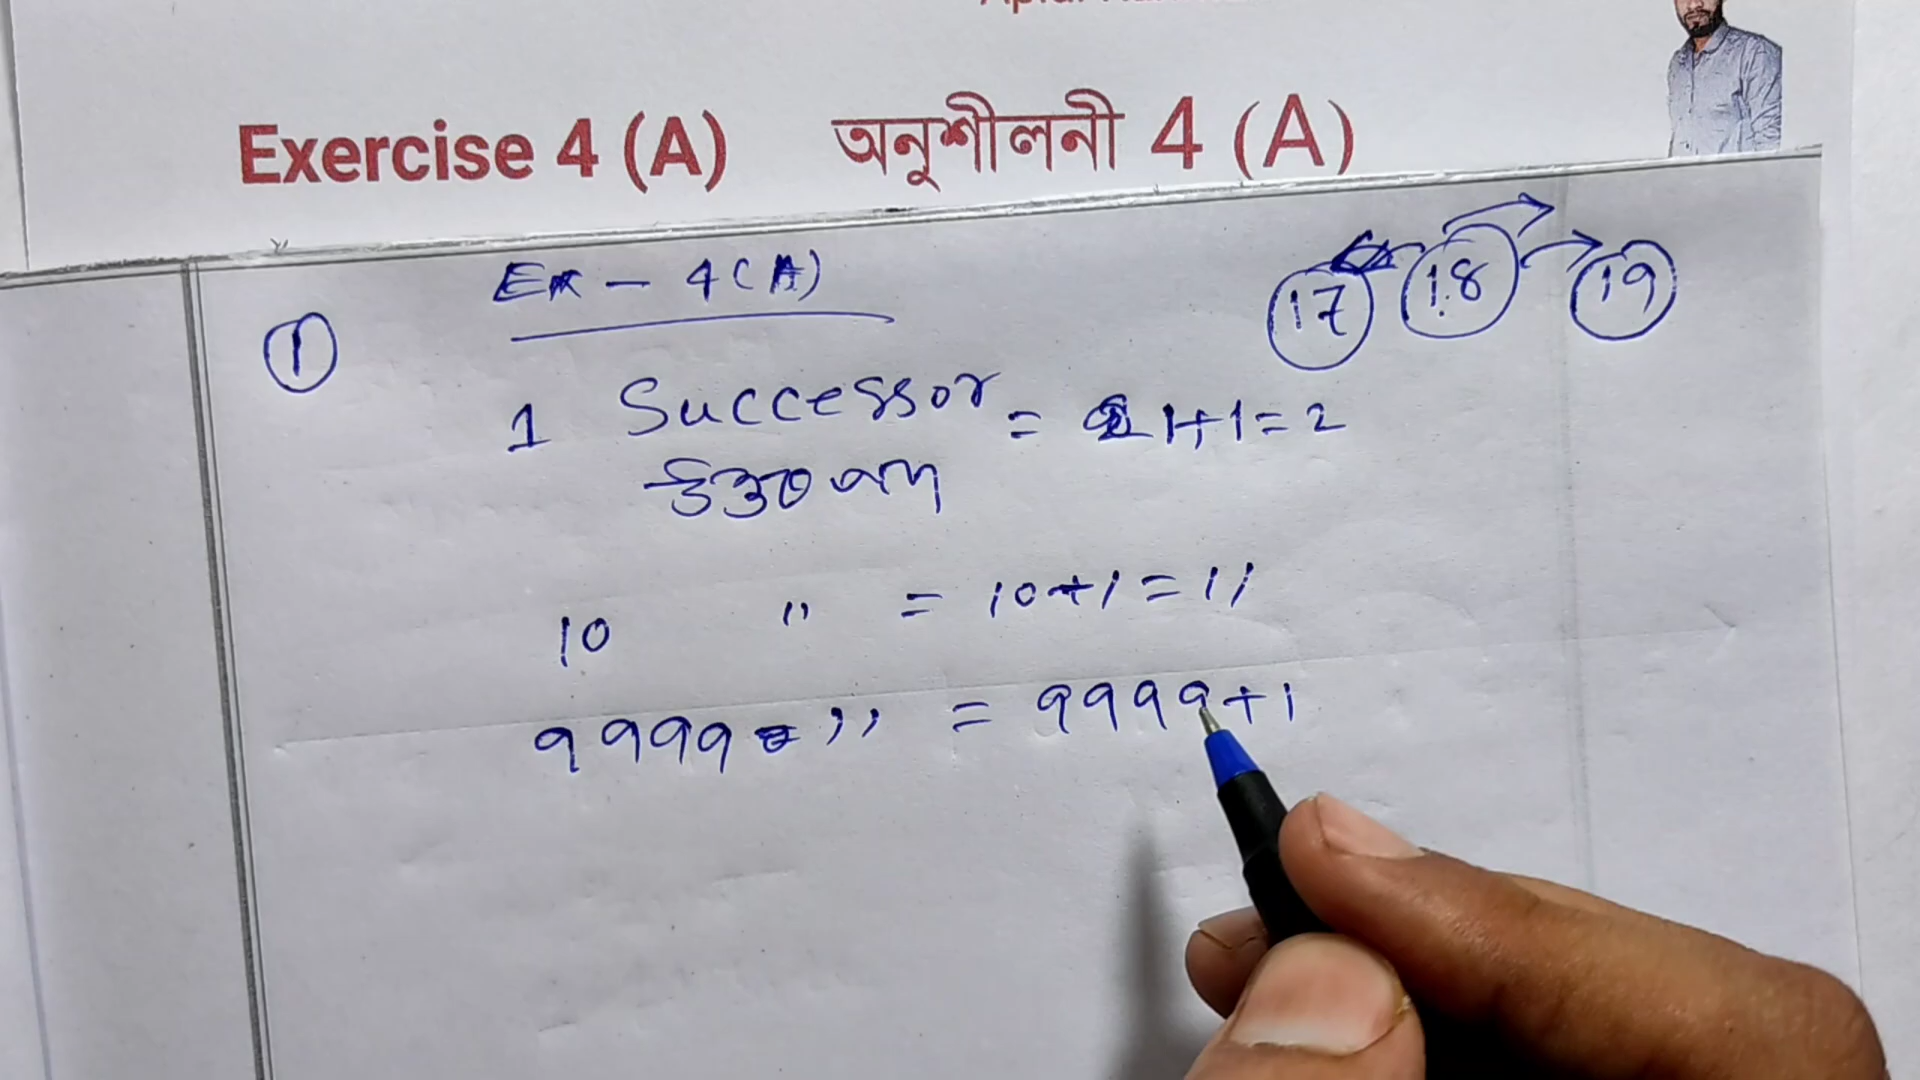 Exercise 4 (A) অনুশীলনী 4 (A)
Ex - 4(A)
17 18 19
1
1 Successor = 1+1=2
10 " = 10+1=11
9999 " = 9999+1